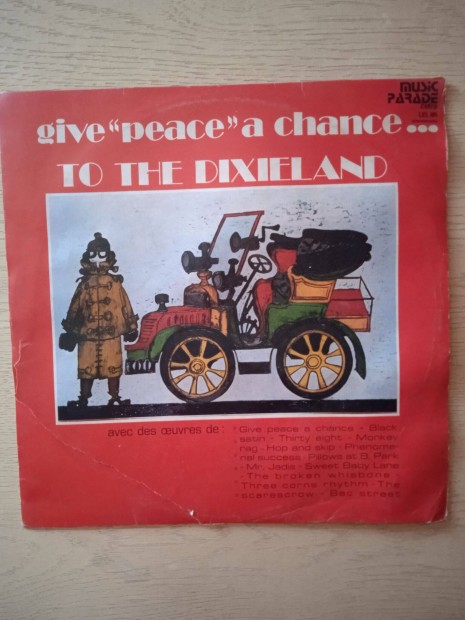 MUSIC
PARADE
give “peace” a chance...
TO THE DIXIELAND
avec des œuvres de :
Give peace a chance - Black
satin - Thirty eight - Monkey
rag - Hop and skip - Phenome-
nal success - Pillows at B. Park
- Mr. Jada - Sweet Baby Lane
- The broken whisbone -
Three corns rhythm - The
scarescrow - Bac street